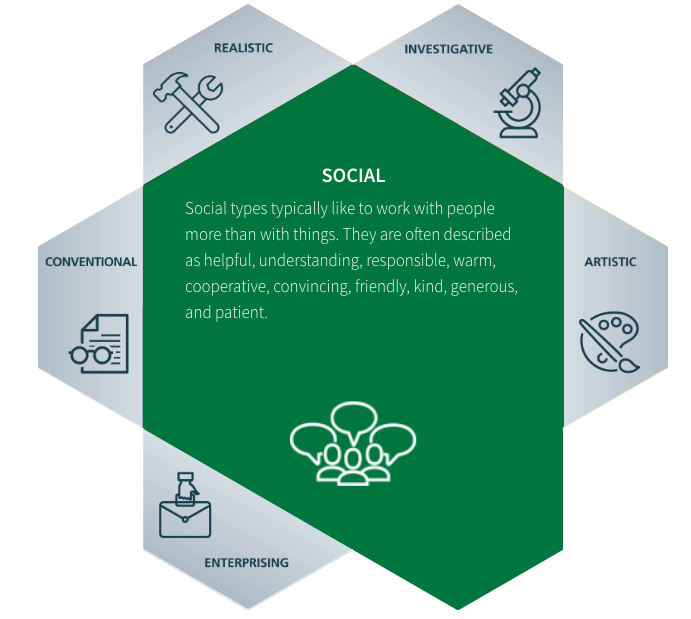 REALISTIC
INVESTIGATIVE
SOCIAL
Social types typically like to work with people
more than with things. They are often described
as helpful, understanding, responsible, warm,
cooperative, convincing, friendly, kind, generous,
and patient.
CONVENTIONAL
ARTISTIC
ENTERPRISING